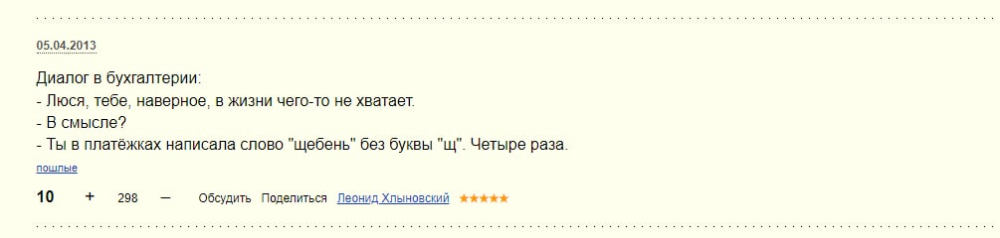 05.04.2013
Диалог в бухгалтерии:
- Люся, тебе, наверное, в жизни чего-то не хватает.
- В смысле?
- Ты в платёжках написала слово "щебень" без буквы "щ". Четыре раза.
пошлые
10 + 298 – Обсудить Поделиться Леонид Хлыновский ★★★★★